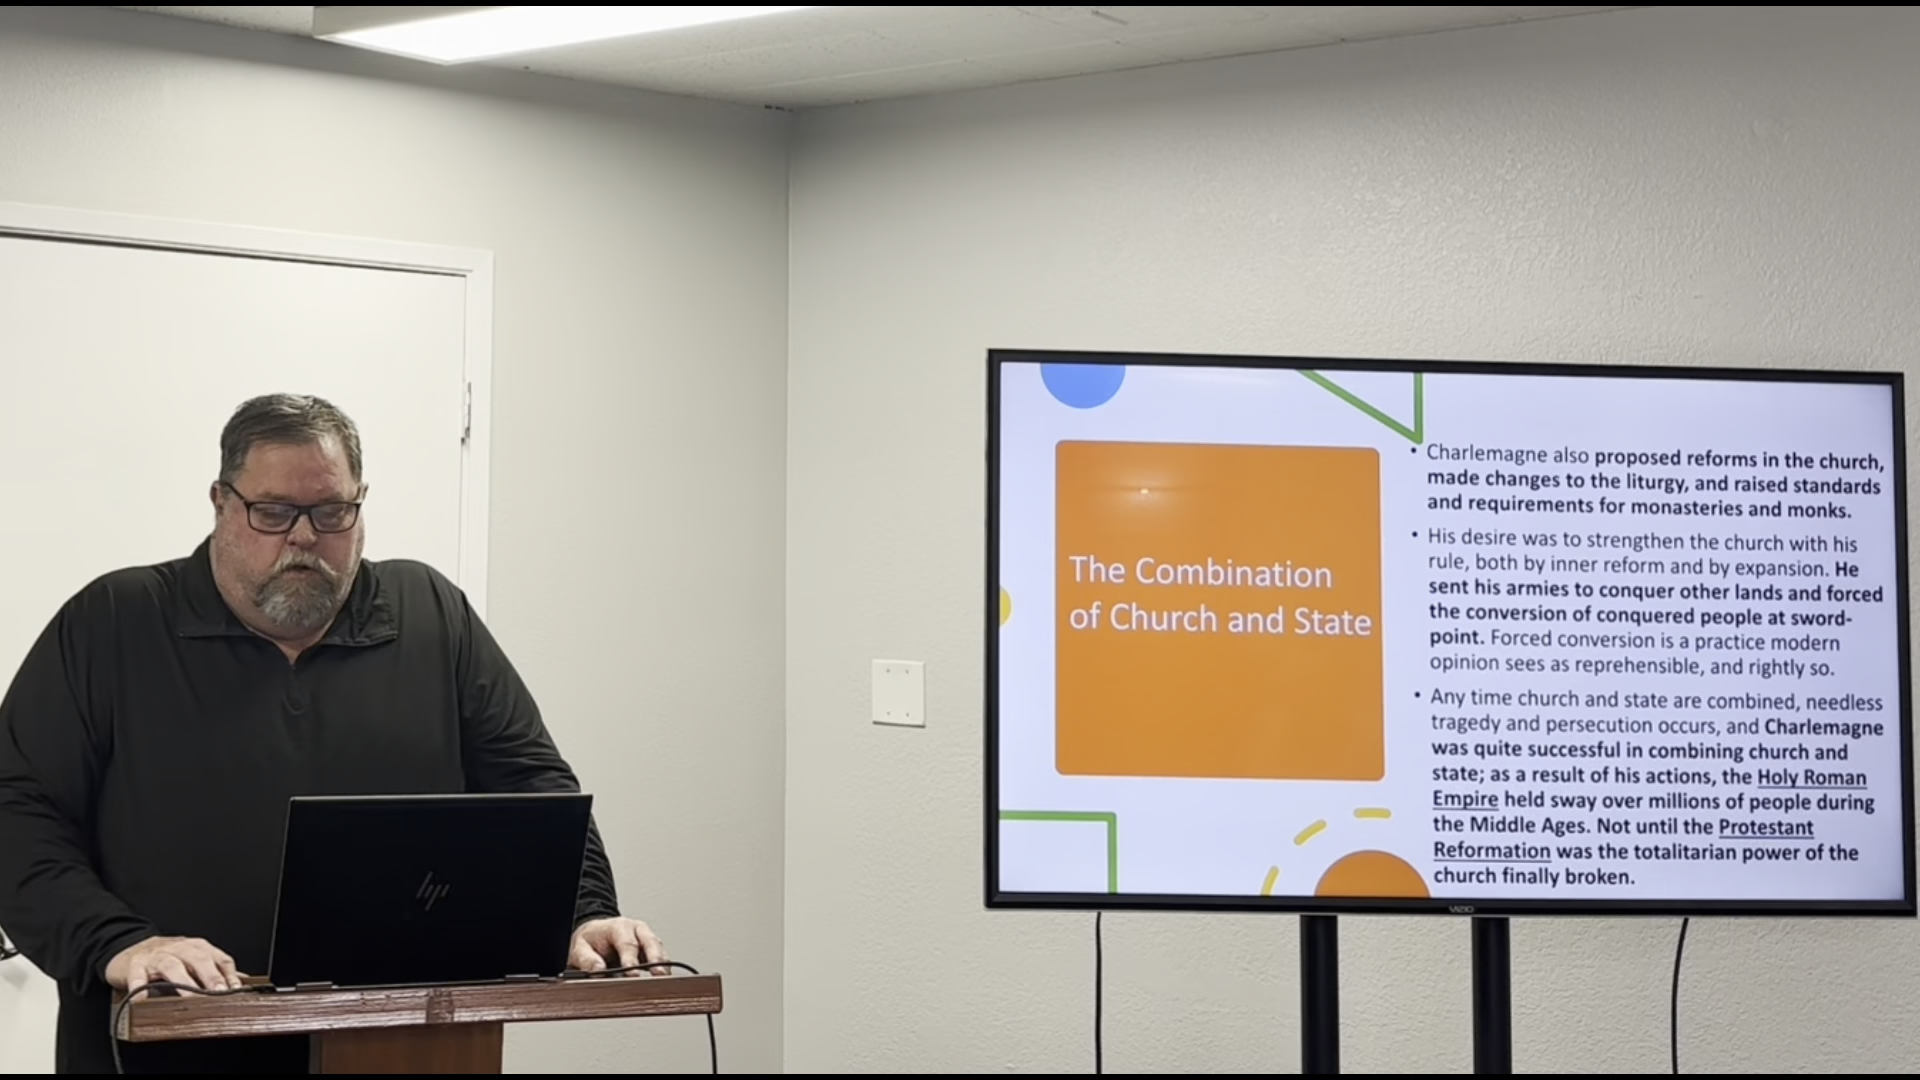 The Combination
of Church and State
• Charlemagne also proposed reforms in the church,
made changes to the liturgy, and raised standards
and requirements for monasteries and monks.
• His desire was to strengthen the church with his
rule, both by inner reform and by expansion. He
sent his armies to conquer other lands and forced
the conversion of conquered people at sword-
point. Forced conversion is a practice modern
opinion sees as reprehensible, and rightly so.
• Any time church and state are combined, needless
tragedy and persecution occurs, and Charlemagne
was quite successful in combining church and
state; as a result of his actions, the Holy Roman
Empire held sway over millions of people during
the Middle Ages. Not until the Protestant
Reformation was the totalitarian power of the
church finally broken.
VIZIO
hp